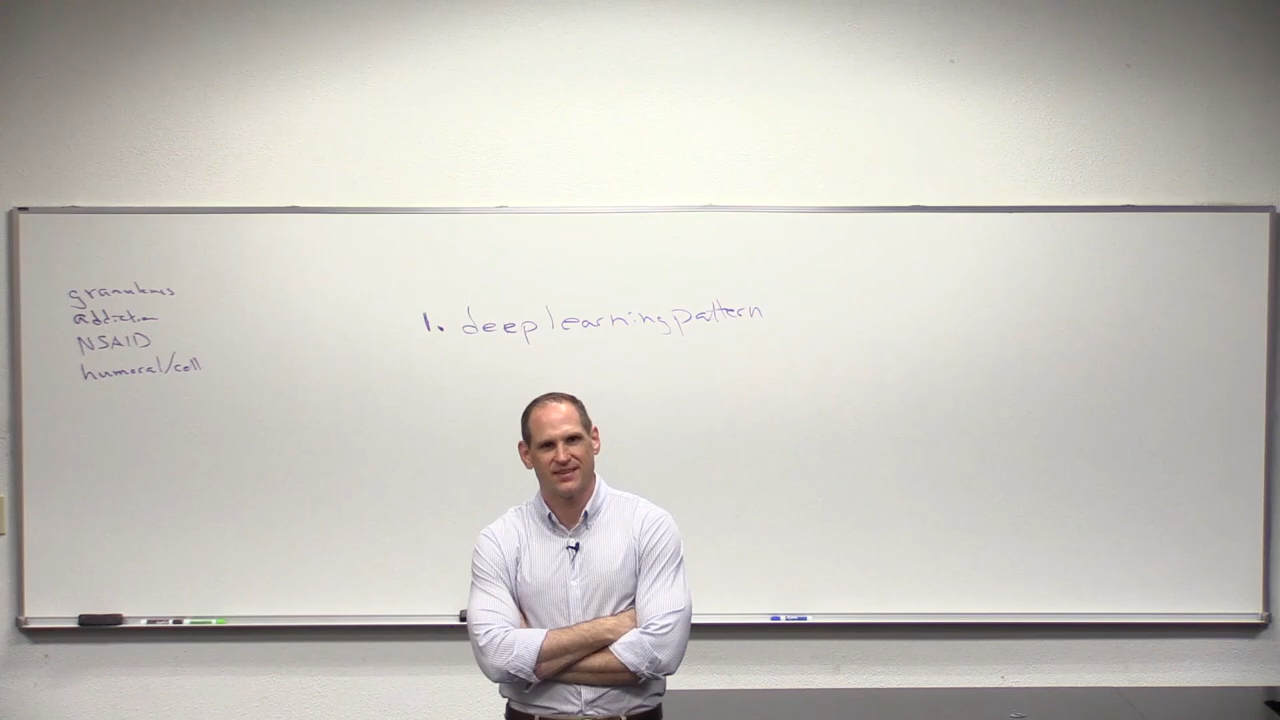 granulomas
addiction
NSAID
humoral/cell
1. deep learning pattern